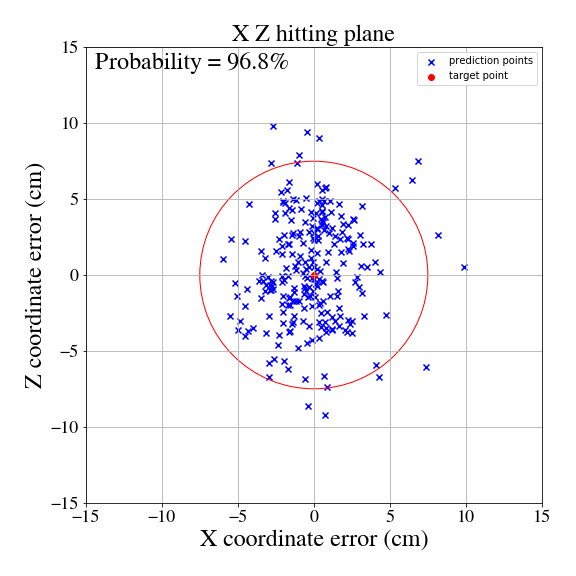 X Z hitting plane
Probability = 96.8%
prediction points
target point
15
10
5
0
−5
−10
−15
Z coordinate error (cm)
−15
−10
−5
0
5
10
15
X coordinate error (cm)